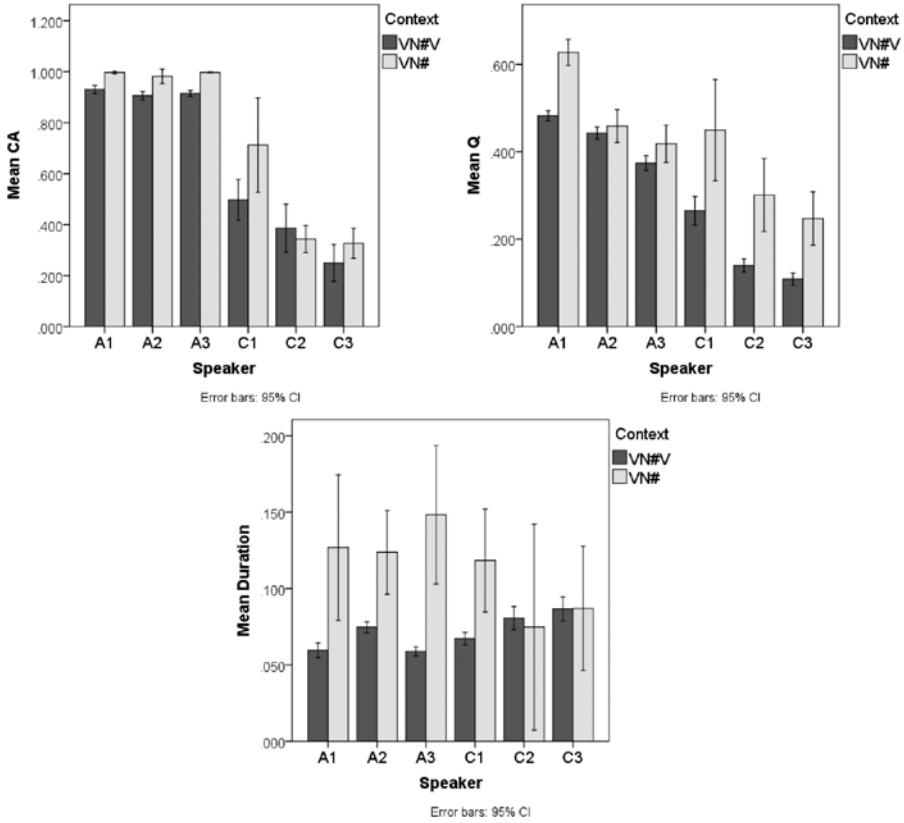 1.200
1.000
.800
.600
.400
.200
.000
Mean CA
A1 A2 A3 C1 C2 C3
Speaker
Error bars: 95% CI
Context
VN#V
VN#
.600
.400
.200
.000
Mean Q
A1 A2 A3 C1 C2 C3
Speaker
Error bars: 95% CI
Context
VN#V
VN#
.200
.150
.100
.050
.000
Mean Duration
A1 A2 A3 C1 C2 C3
Speaker
Error bars: 95% CI
Context
VN#V
VN#